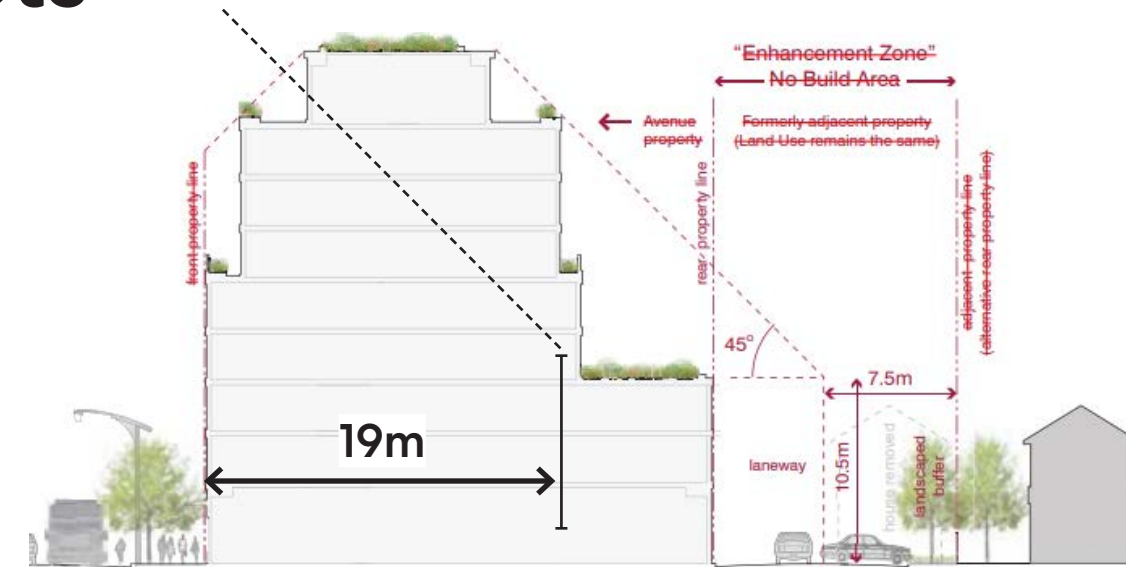 “Enhancement Zone”
No Build Area
Avenue
property
Formerly adjacent property
(Land Use remains the same)
front property line
rear property line
adjacent property line
(alternative rear property line)
45°
7.5m
19m
laneway
10.5m
house removed
landscaped
buffer